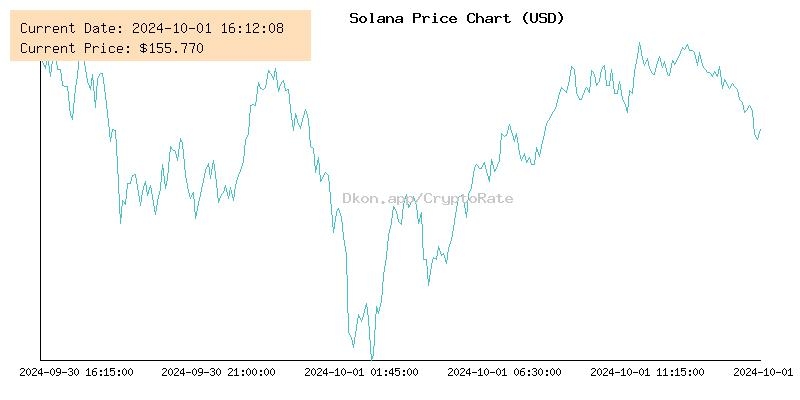 Solana Price Chart (USD)
Current Date: 2024-10-01 16:12:08
Current Price: $155.770
Dkon.app/CryptoRate
2024-09-30 16:15:00
2024-09-30 21:00:00
2024-10-01 01:45:00
2024-10-01 06:30:00
2024-10-01 11:15:00
2024-10-01